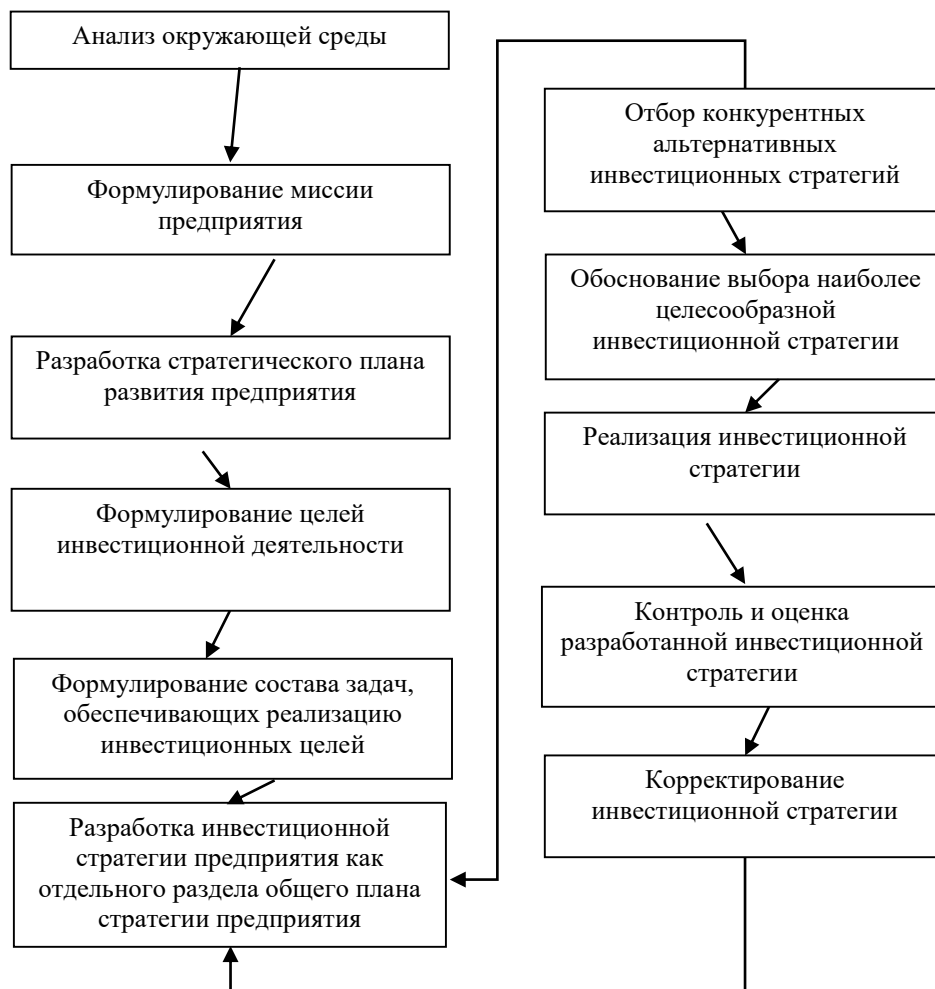 Анализ окружающей среды
Формулирование миссии
предприятия
Разработка стратегического плана
развития предприятия
Формулирование целей
инвестиционной деятельности
Формулирование состава задач,
обеспечивающих реализацию
инвестиционных целей
Разработка инвестиционной
стратегии предприятия как
отдельного раздела общего плана
стратегии предприятия
Отбор конкурентных
альтернативных
инвестиционных стратегий
Обоснование выбора наиболее
целесообразной
инвестиционной стратегии
Реализация инвестиционной
стратегии
Контроль и оценка
разработанной инвестиционной
стратегии
Корректирование
инвестиционной стратегии